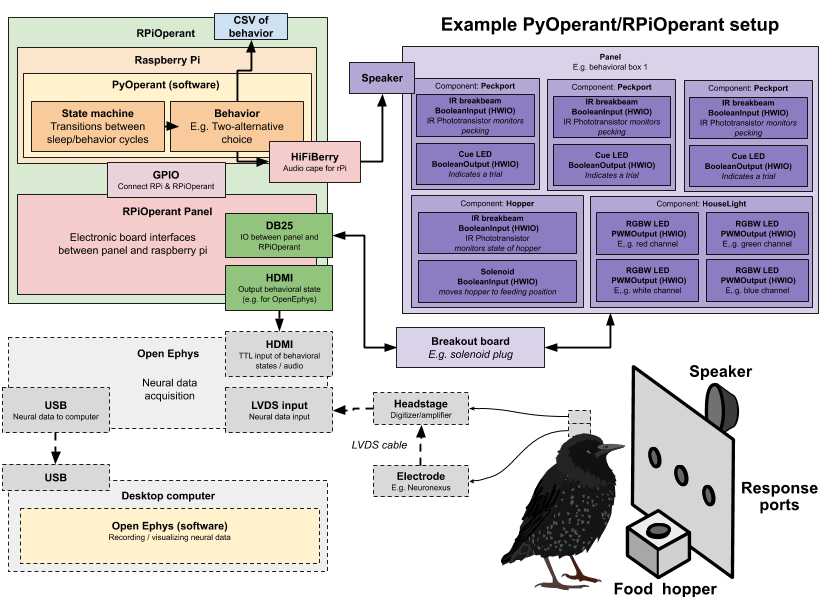 Example PyOperant/RPiOperant setup
RPiOperant
CSV of
behavior
Raspberry Pi
PyOperant (software)
State machine
Transitions between
sleep/behavior cycles
Behavior
E.g. Two-alternative
choice
HiFiBerry
Audio cape for rPi
GPIO
Connect RPi & RPiOperant
RPiOperant Panel
Electronic board interfaces
between panel and raspberry pi
DB25
IO between panel and
RPiOperant
HDMI
Output behavioral state
(e.g. for OpenEphys)
Speaker
Panel
E.g. behavioral box 1
Component: Peckport
IR breakbeam
BooleanInput (HWIO)
IR Phototransistor monitors
pecking
Cue LED
BooleanOutput (HWIO)
Indicates a trial
Component: Peckport
IR breakbeam
BooleanInput (HWIO)
IR Phototransistor monitors
pecking
Cue LED
BooleanOutput (HWIO)
Indicates a trial
Component: Peckport
IR breakbeam
BooleanInput (HWIO)
IR Phototransistor monitors
pecking
Cue LED
BooleanOutput (HWIO)
Indicates a trial
Component: Hopper
IR breakbeam
BooleanInput (HWIO)
IR Phototransistor
monitors state of hopper
Solenoid
BooleanInput (HWIO)
moves hopper to feeding position
Component: HouseLight
RGBW LED
PWMOutput (HWIO)
E,.g. red channel
RGBW LED
PWMOutput (HWIO)
E,.g. green channel
RGBW LED
PWMOutput (HWIO)
E,.g. white channel
RGBW LED
PWMOutput (HWIO)
E,.g. blue channel
Breakout board
E.g. solenoid plug
HDMI
TTL input of behavioral
states / audio
Open Ephys
Neural data
acquisition
USB
Neural data to computer
LVDS input
Neural data input
Headstage
Digitizer/amplifier
LVDS cable
Electrode
E.g. Neuronexus
USB
Desktop computer
Open Ephys (software)
Recording / visualizing neural data
Speaker
Response
ports
Food hopper